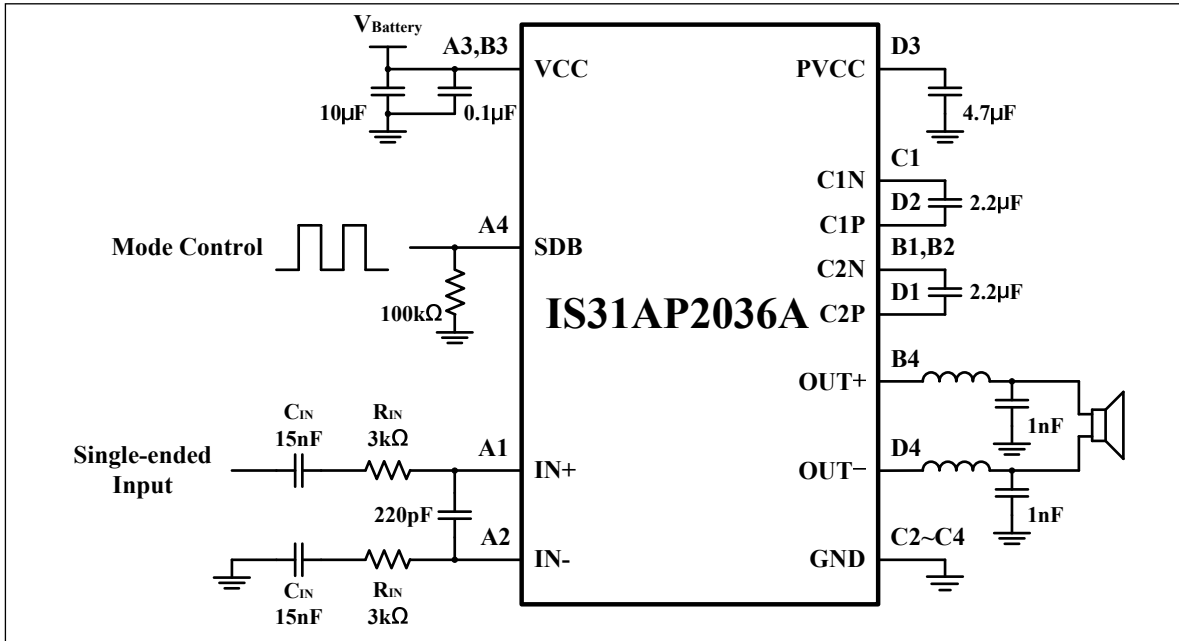 VBattery
A3,B3
VCC
10μF
0.1μF
Mode Control
A4
SDB
100kΩ
CIN
15nF
RIN
3kΩ
Single-ended
Input
A1
IN+
220pF
A2
IN-
CIN
15nF
RIN
3kΩ
IS31AP2036A
D3
PVCC
4.7μF
C1
C1N
D2
C1P
2.2μF
B1,B2
C2N
D1
C2P
2.2μF
B4
OUT+
1nF
D4
OUT−
1nF
C2~C4
GND